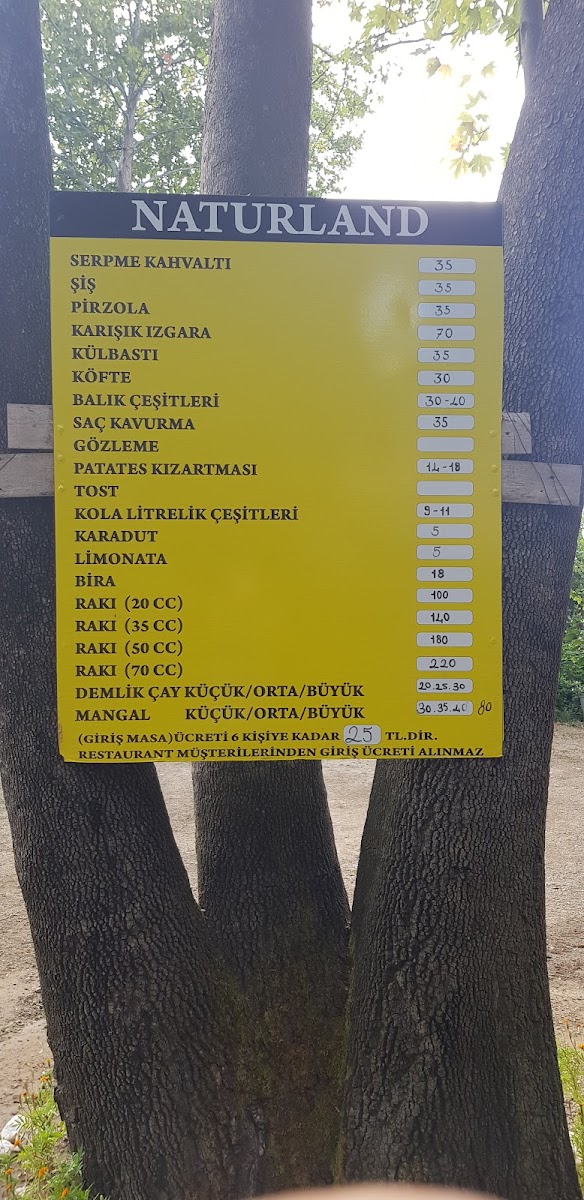 NATURLAND
SERPME KAHVALTI 35
ŞİŞ 35
PİRZOLA 35
KARIŞIK IZGARA 70
KÜLBASTI 35
KÖFTE 30
BALIK ÇEŞİTLERİ 30-40
SAÇ KAVURMA 35
GÖZLEME
PATATES KIZARTMASI 14-18
TOST
KOLA LİTRELİK ÇEŞİTLERİ 9-11
KARADUT 5
LİMONATA 5
BİRA 18
RAKI (20 CC) 100
RAKI (35 CC) 140
RAKI (50 CC) 180
RAKI (70 CC) 220
DEMLİK ÇAY KÜÇÜK/ORTA/BÜYÜK 20.25.30
MANGAL KÜÇÜK/ORTA/BÜYÜK 30.35.40 80
(GİRİŞ MASA)ÜCRETİ 6 KİŞİYE KADAR 25 TL.DİR.
RESTAURANT MÜŞTERİLERİNDEN GİRİŞ ÜCRETİ ALINMAZ